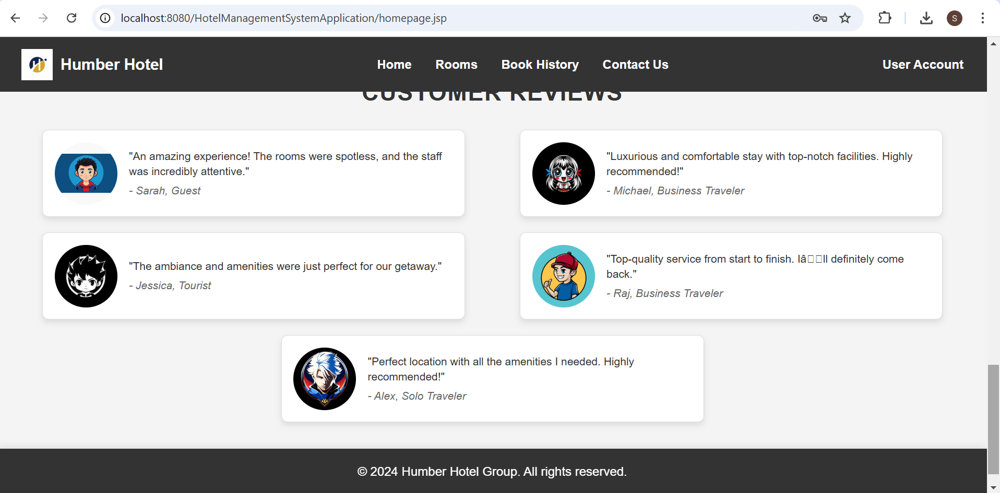 localhost:8080/HotelManagementSystemApplication/homepage.jsp
S
Humber Hotel
Home
Rooms
Book History
Contact Us
User Account
CUSTOMER REVIEWS
"An amazing experience! The rooms were spotless, and the staff
was incredibly attentive."
- Sarah, Guest
"Luxurious and comfortable stay with top-notch facilities. Highly
recommended!"
- Michael, Business Traveler
"The ambiance and amenities were just perfect for our getaway."
- Jessica, Tourist
"Top-quality service from start to finish. Iâ□□ll definitely come
back."
- Raj, Business Traveler
"Perfect location with all the amenities I needed. Highly
recommended!"
- Alex, Solo Traveler
© 2024 Humber Hotel Group. All rights reserved.